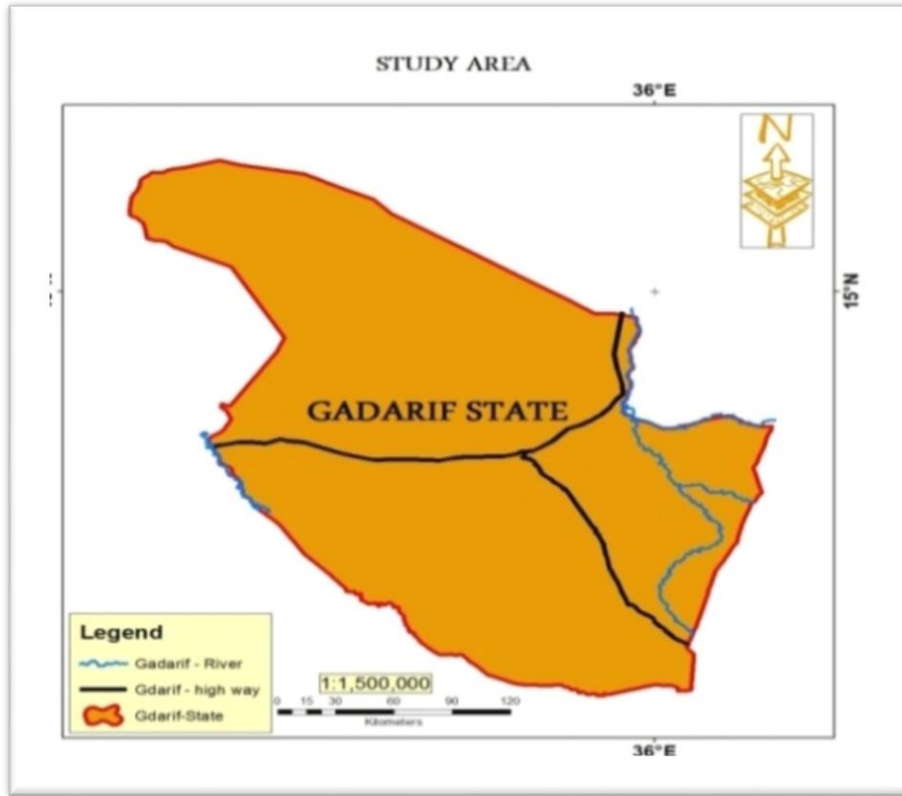 STUDY AREA
36°E
N
15°N
GADARIF STATE
Legend
Gadarif - River
Gdarif - high way
Gdarif-State
1:1,500,000
0 15 30 60 90 120
Kilometers
36°E